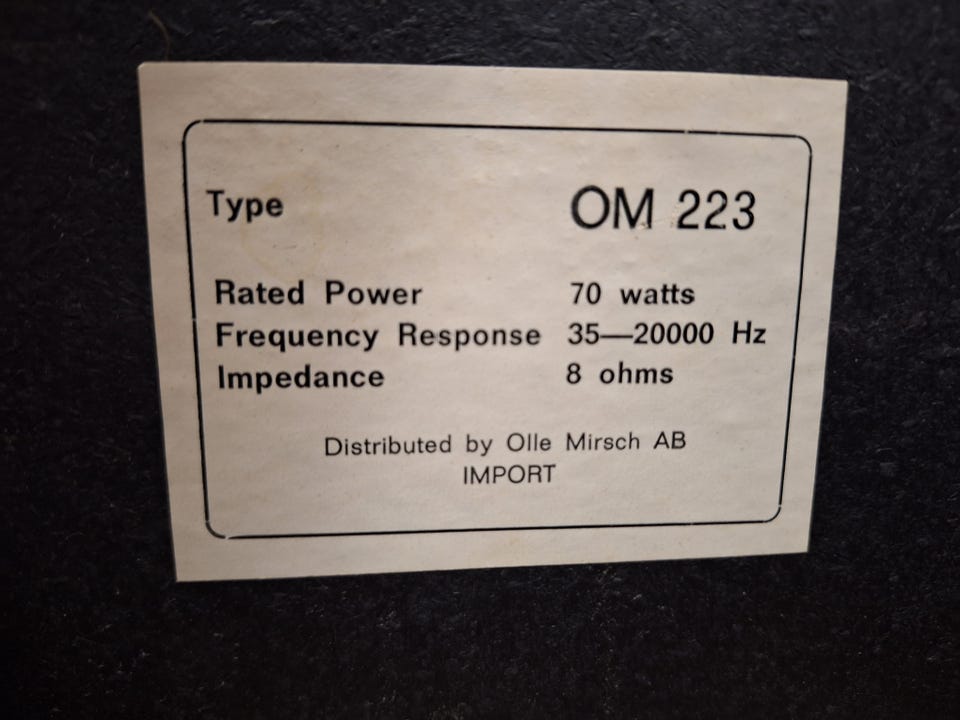 Type OM 223
Rated Power 70 watts
Frequency Response 35—20000 Hz
Impedance 8 ohms
Distributed by Olle Mirsch AB
IMPORT